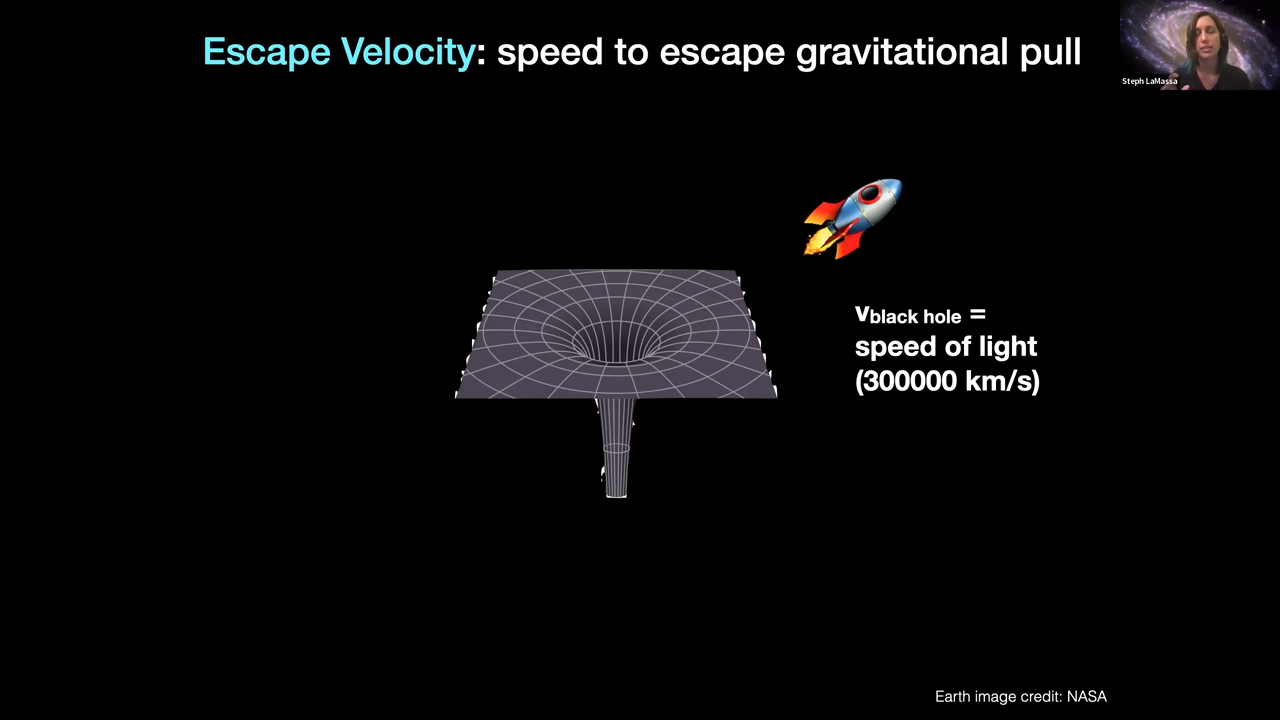 Escape Velocity: speed to escape gravitational pull
Steph LaMassa
vblack hole =
speed of light
(300000 km/s)
Earth image credit: NASA